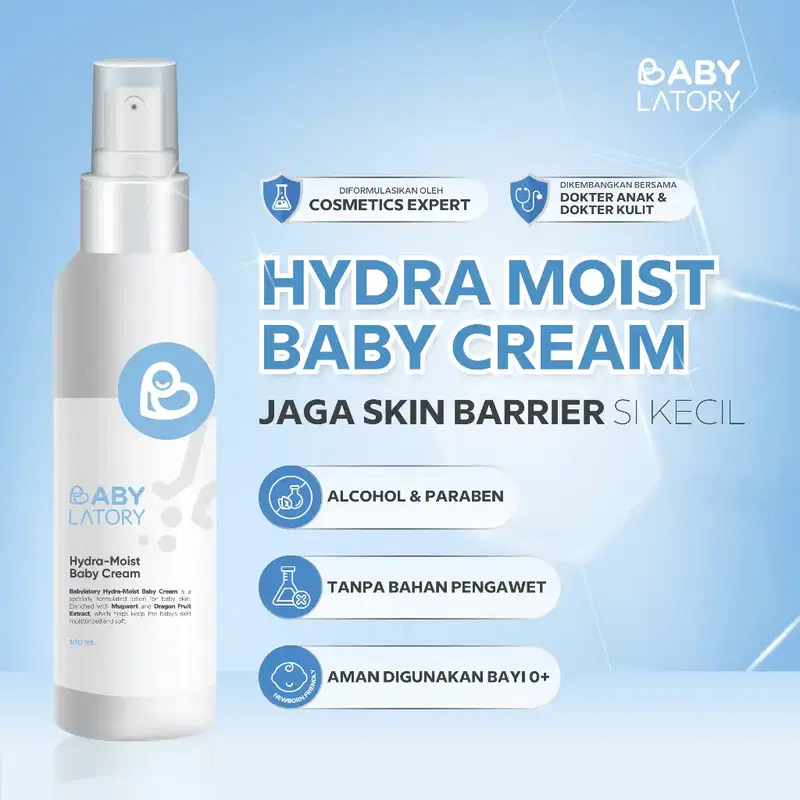 BABY
LATORY
DIFORMULASIKAN OLEH
COSMETICS EXPERT
DIKEMBANGKAN BERSAMA
DOKTER ANAK &
DOKTER KULIT
HYDRA MOIST
BABY CREAM
JAGA SKIN BARRIER SI KECIL
ALCOHOL & PARABEN
TANPA BAHAN PENGAWET
NEWBORN FRIENDLY
AMAN DIGUNAKAN BAYI 0+
BABY
LATORY
Hydra-Moist
Baby Cream
Babylatory Hydra-Moist Baby Cream is a
specially formulated lotion for baby skin.
Enriched with Mugwort and Dragon Fruit
Extract, which helps keep the baby's skin
moisturized and soft.
100 mL